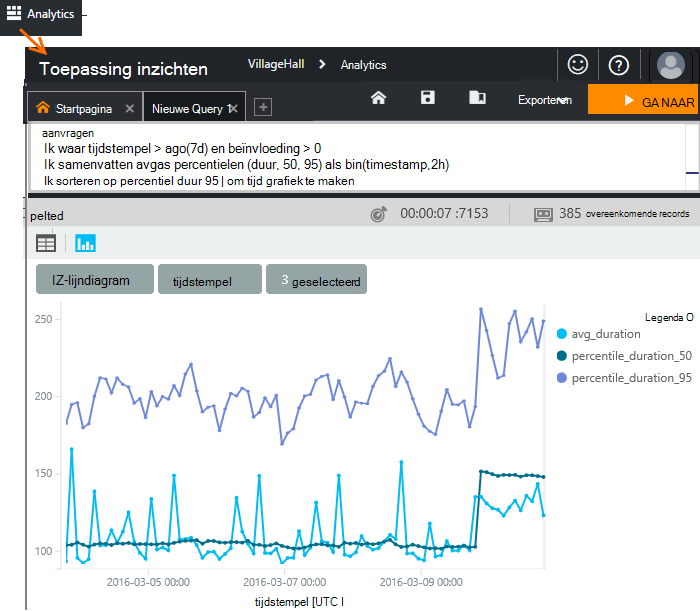 Analytics
Toepassing inzichten VillageHall > Analytics
Startpagina × Nieuwe Query 1 × + Exporteren GA NAAR
aanvragen
Ik waar tijdstempel > ago(7d) en beïnvloeding > 0
Ik samenvatten avgas percentielen (duur, 50, 95) als bin(timestamp,2h)
Ik sorteren op percentiel duur 95 | om tijd grafiek te maken
pelted 00:00:07 :7153 385 overeenkomende records
IZ-lijndiagram tijdstempel 3 geselecteerd
Legenda O
avg_duration
percentile_duration_50
percentile_duration_95
250
200
150
100
2016-03-05 00:00 2016-03-07 00:00 2016-03-09 00:00
tijdstempel [UTC I